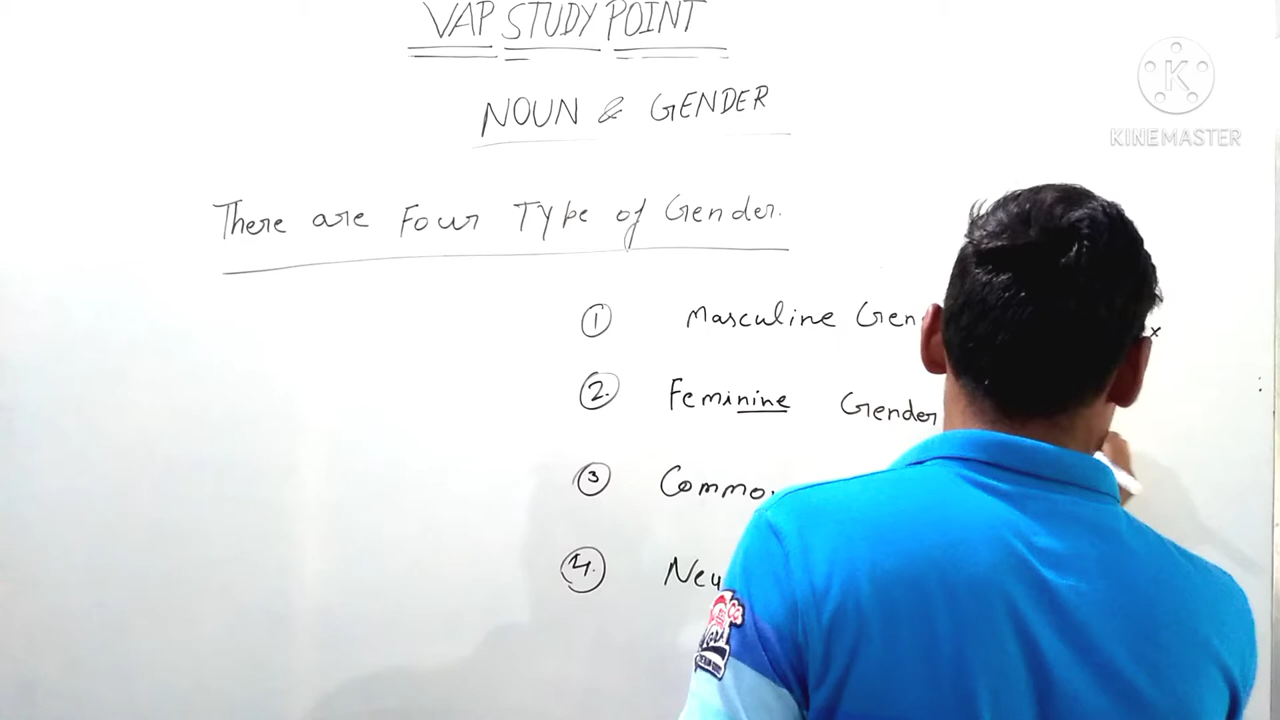 VAP STUDY POINT
NOUN & GENDER
KINEMASTER
There are Four Type of Gender.
① Masculine Gen
② Feminine Gender
③ Commo
④ Neu